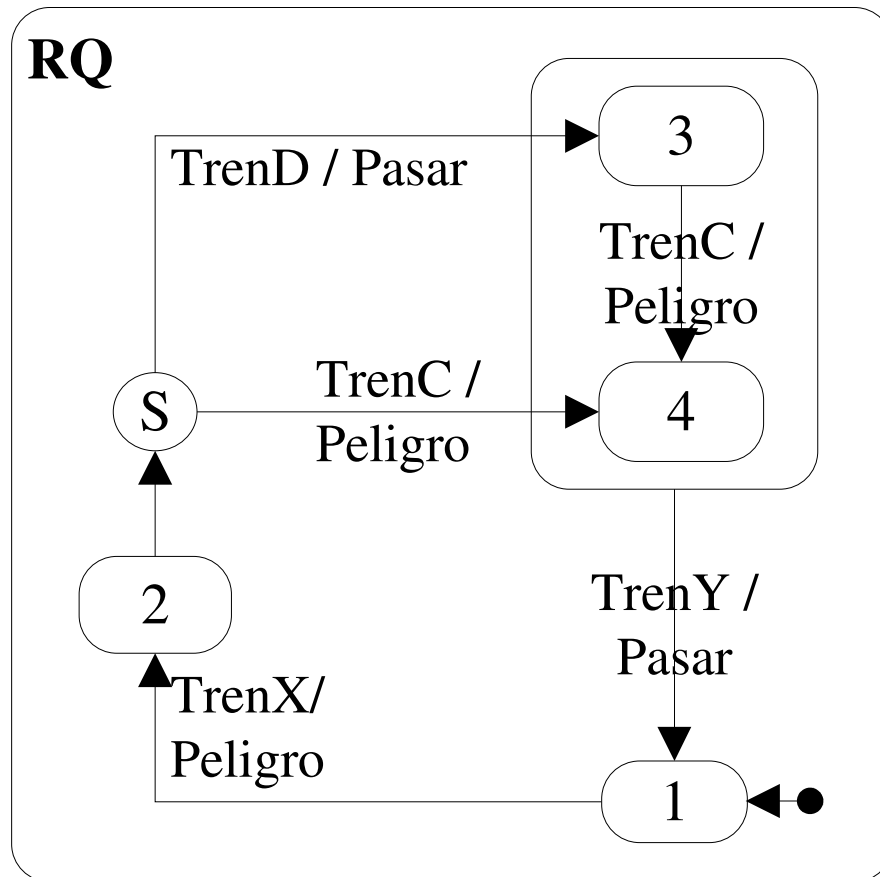 RQ
3
TrenD / Pasar
TrenC /
Peligro
TrenC /
Peligro
S
4
2
TrenY /
Pasar
TrenX/
Peligro
1